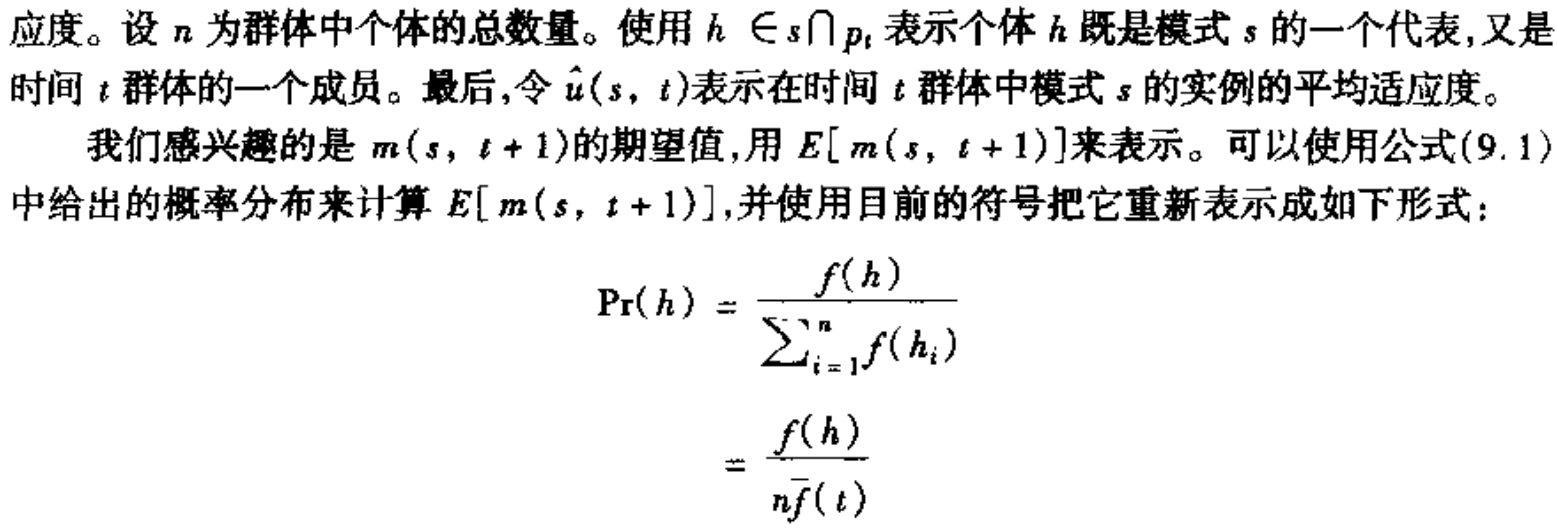 应度。设 n 为群体中个体的总数量。使用 h ∈ s⋂p_t 表示个体 h 既是模式 s 的一个代表,又是
时间 t 群体的一个成员。最后,令 û(s, t)表示在时间 t 群体中模式 s 的实例的平均适应度。
我们感兴趣的是 m(s, t + 1)的期望值,用 E[m(s, t + 1)]来表示。可以使用公式(9.1)
中给出的概率分布来计算 E[m(s, t + 1)],并使用目前的符号把它重新表示成如下形式:
Pr(h) = \frac{f(h)}{\sum_{i=1}^{n} f(h_i)}
= \frac{f(h)}{n\bar{f}(t)}